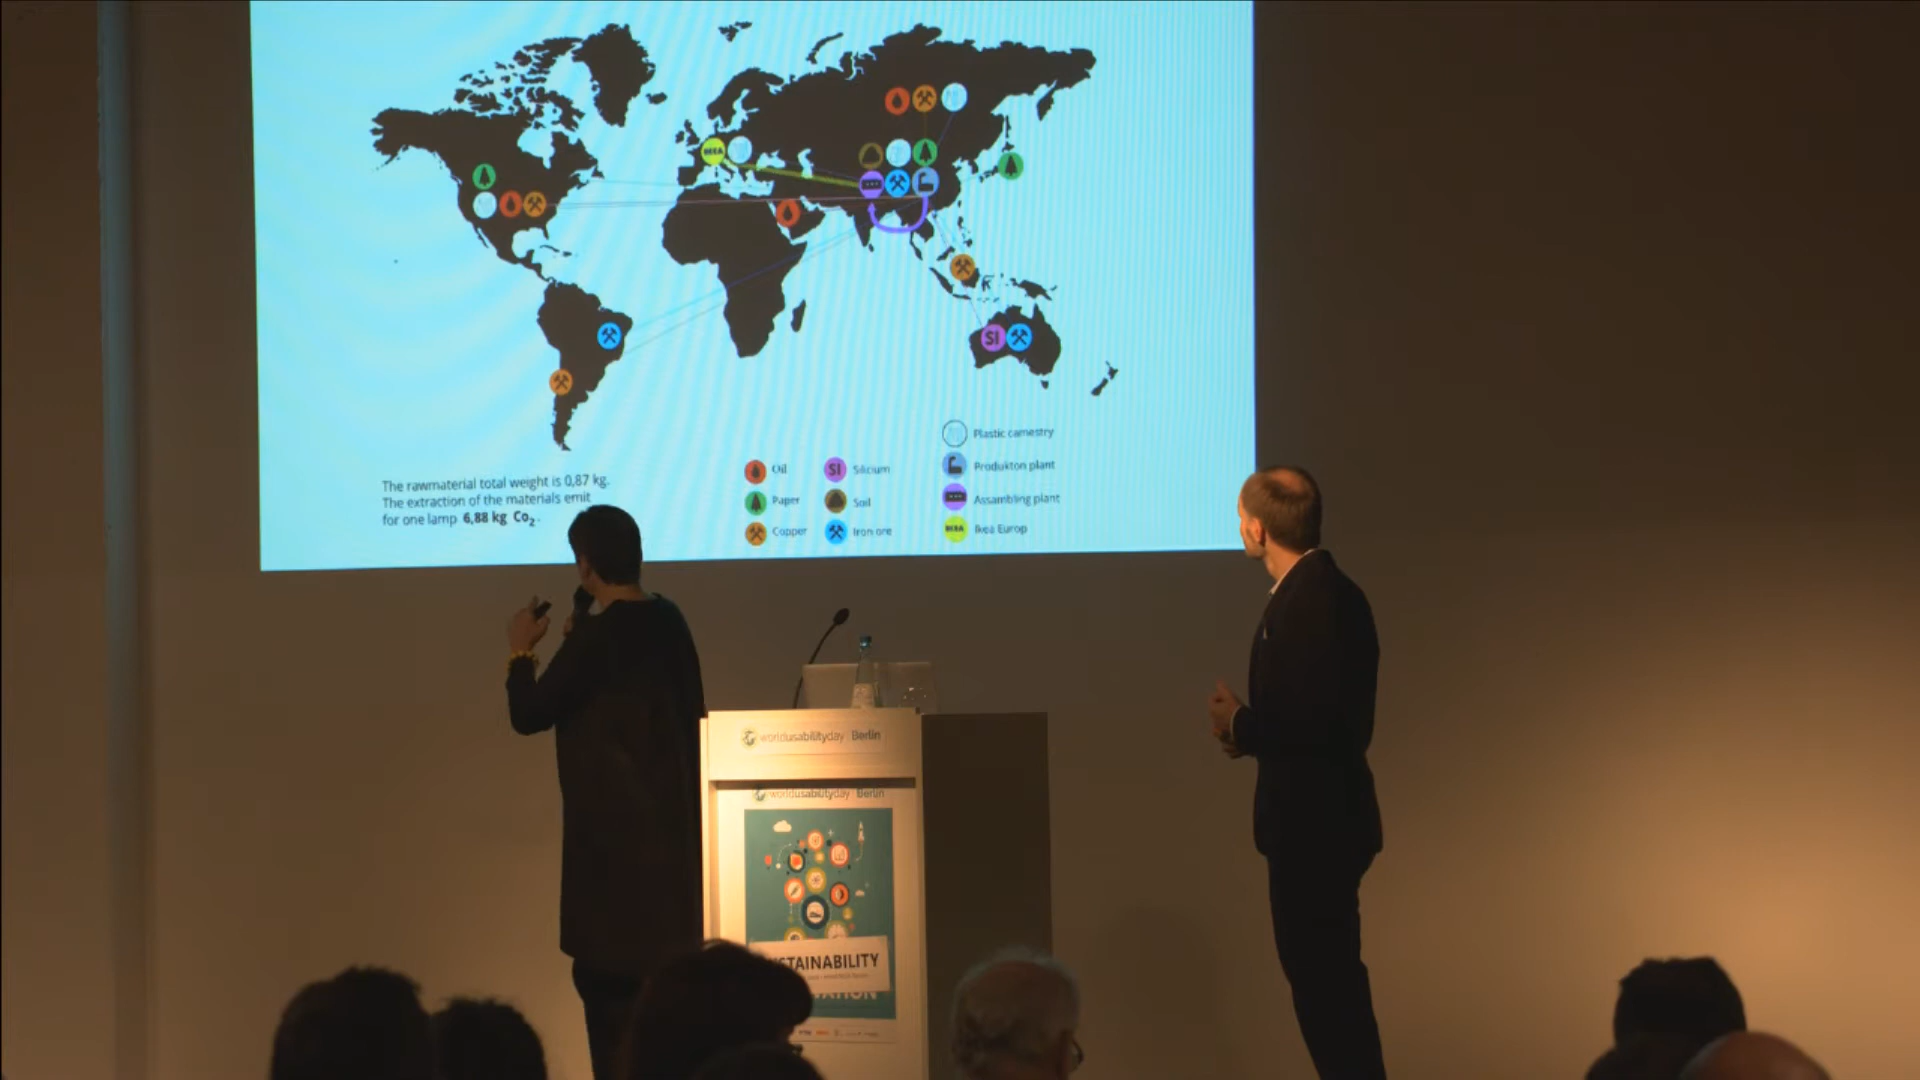 IKEA
SI
The rawmaterial total weight is 0,87 kg.
The extraction of the materials emit
for one lamp 6,88 kg Co2.
Oil
Paper
Copper
SI Silicium
Soil
Iron ore
Plastic camestry
Produkton plant
Assambling plant
IKEA Ikea Europ
worldusabilityday Berlin
worldusabilityday Berlin
STAINABILITY